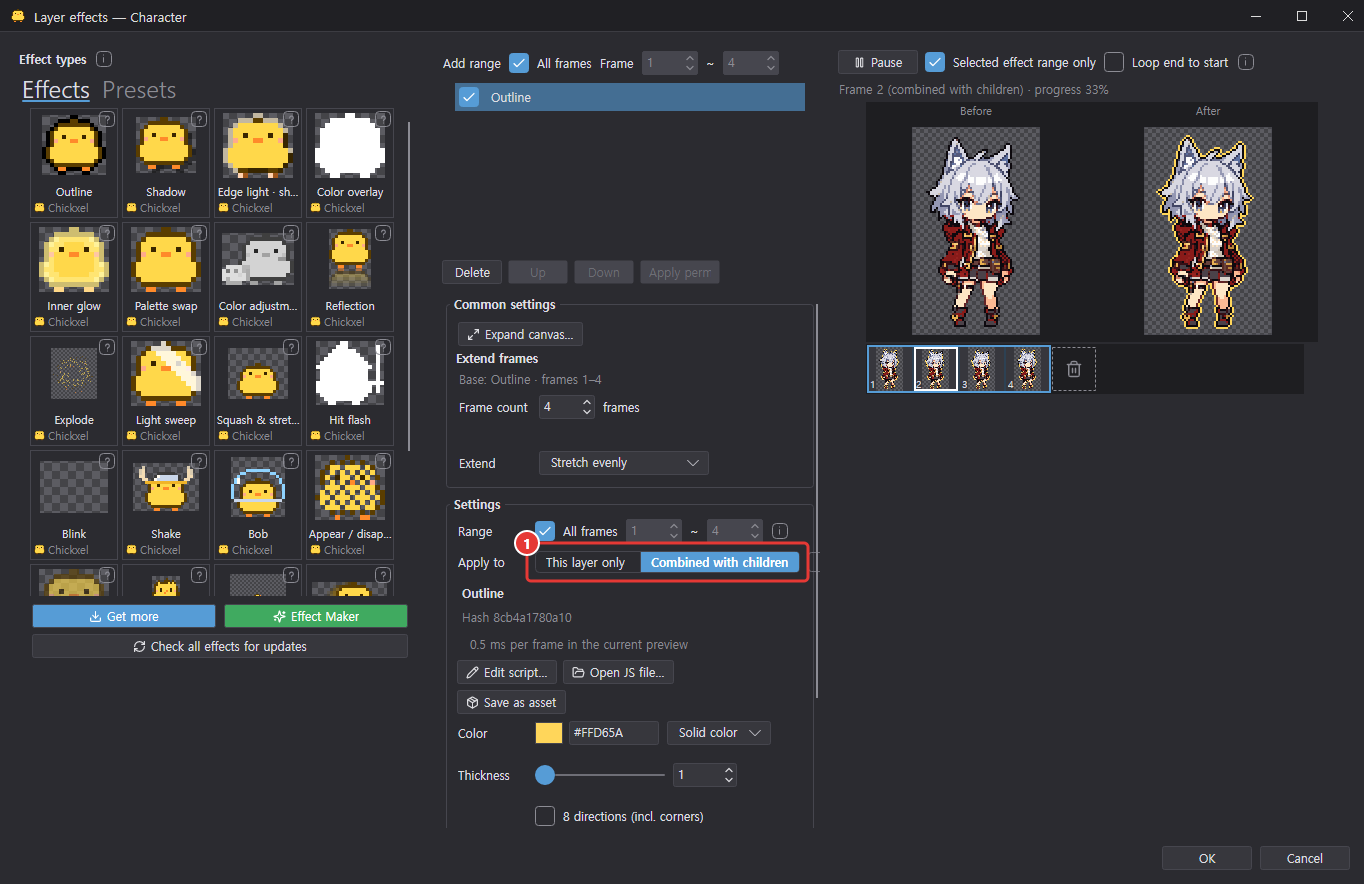 Layer effects — Character
Effect types
Effects Presets
Outline
Chickxel
Shadow
Chickxel
Edge light · sh...
Chickxel
Color overlay
Chickxel
Inner glow
Chickxel
Palette swap
Chickxel
Color adjustm...
Chickxel
Reflection
Chickxel
Explode
Chickxel
Light sweep
Chickxel
Squash & stret...
Chickxel
Hit flash
Chickxel
Blink
Chickxel
Shake
Chickxel
Bob
Chickxel
Appear / disap...
Chickxel
Get more
Effect Maker
Check all effects for updates
Add range All frames Frame 1 ~ 4
Outline
Delete Up Down Apply perm
Common settings
Expand canvas...
Extend frames
Base: Outline · frames 1–4
Frame count 4 frames
Extend Stretch evenly
Settings
Range All frames 1 ~ 4
1
Apply to This layer only Combined with children
Outline
Hash 8cb4a1780a10
0.5 ms per frame in the current preview
Edit script... Open JS file...
Save as asset
Color #FFD65A Solid color
Thickness 1
8 directions (incl. corners)
Pause Selected effect range only Loop end to start
Frame 2 (combined with children) · progress 33%
Before After
1 2 3 4
OK Cancel